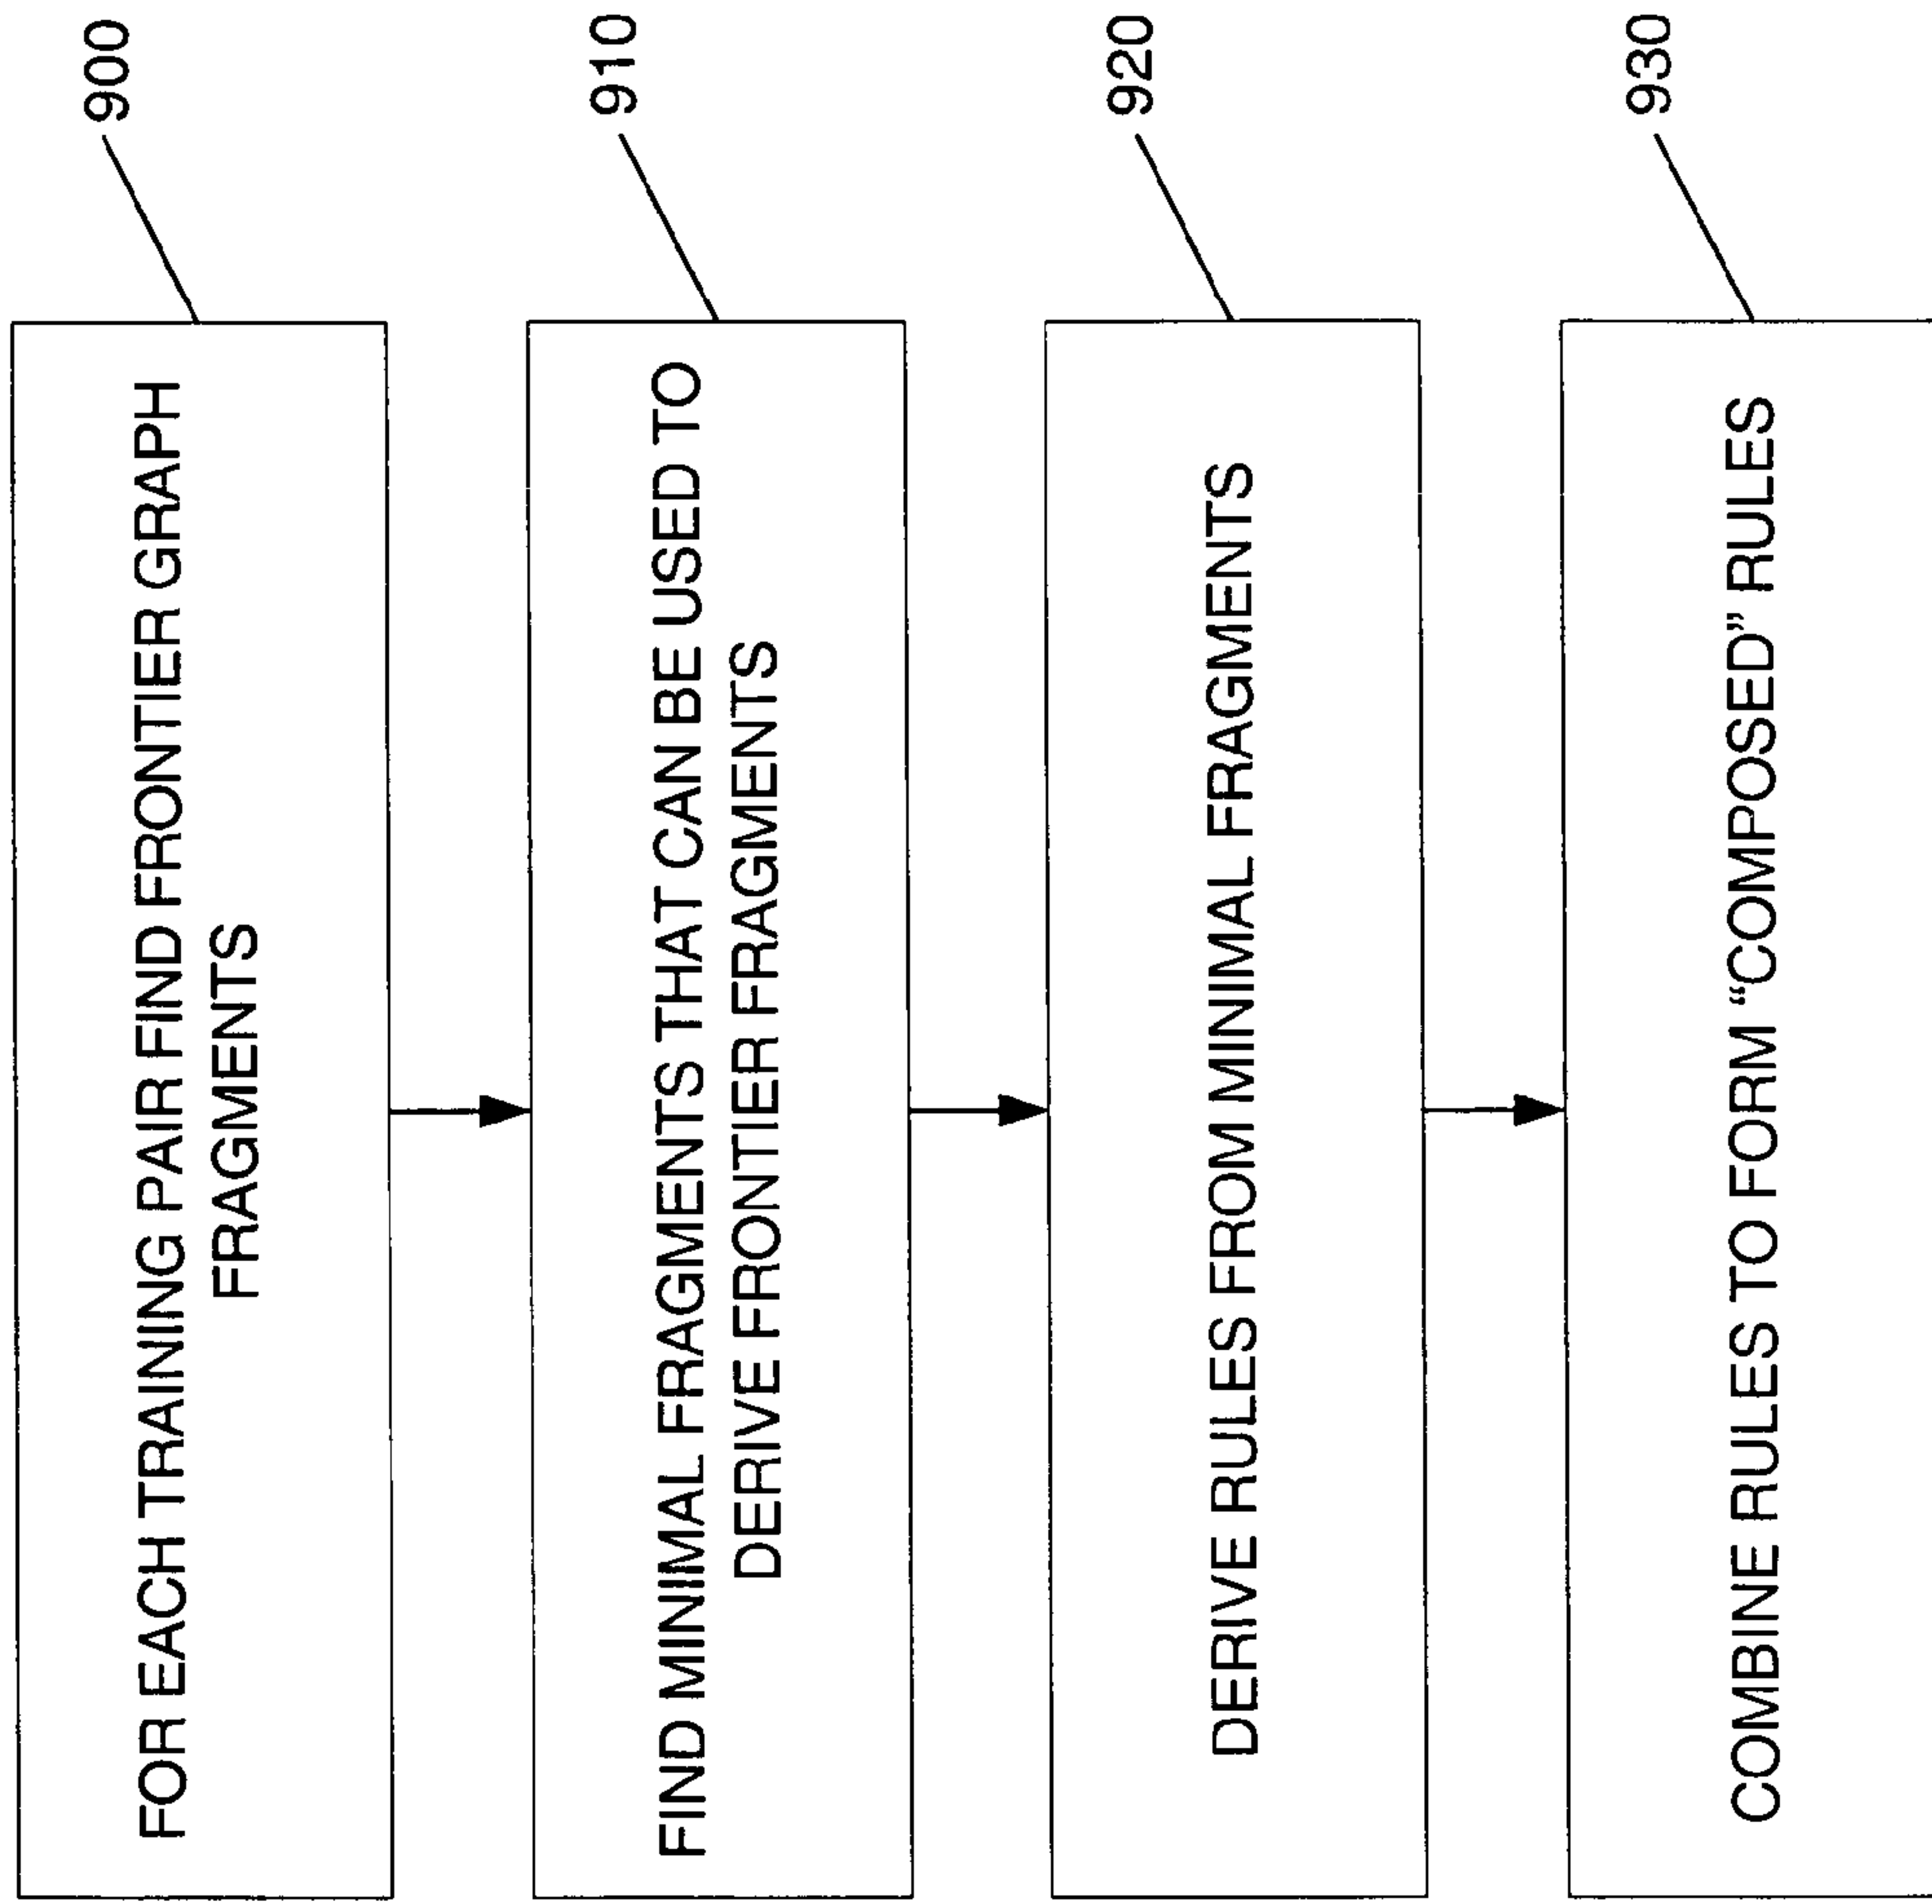 FOR EACH TRAINING PAIR FIND FRONTIER GRAPH
FRAGMENTS
900
FIND MINIMAL FRAGMENTS THAT CAN BE USED TO
DERIVE FRONTIER FRAGMENTS
910
DERIVE RULES FROM MINIMAL FRAGMENTS
920
COMBINE RULES TO FORM “COMPOSED” RULES
930